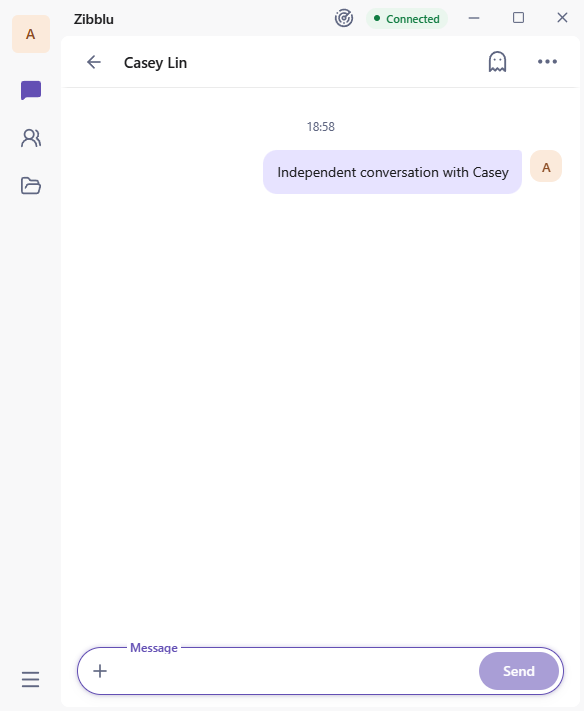 A
Zibblu
Connected
Casey Lin
18:58
Independent conversation with Casey
A
Message
Send